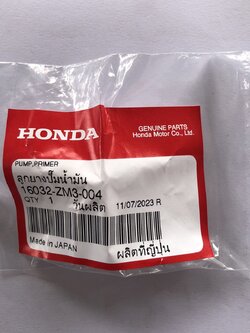 HONDA
GENUINE PARTS
Honda Motor Co., Ltd.
PUMP,PRIMER
ลูกยางปั๊มน้ำมัน
16032-ZM3-004
QTY 1 วันผลิต 11/07/2023 R
Made in JAPAN ผลิตที่ญี่ปุ่น